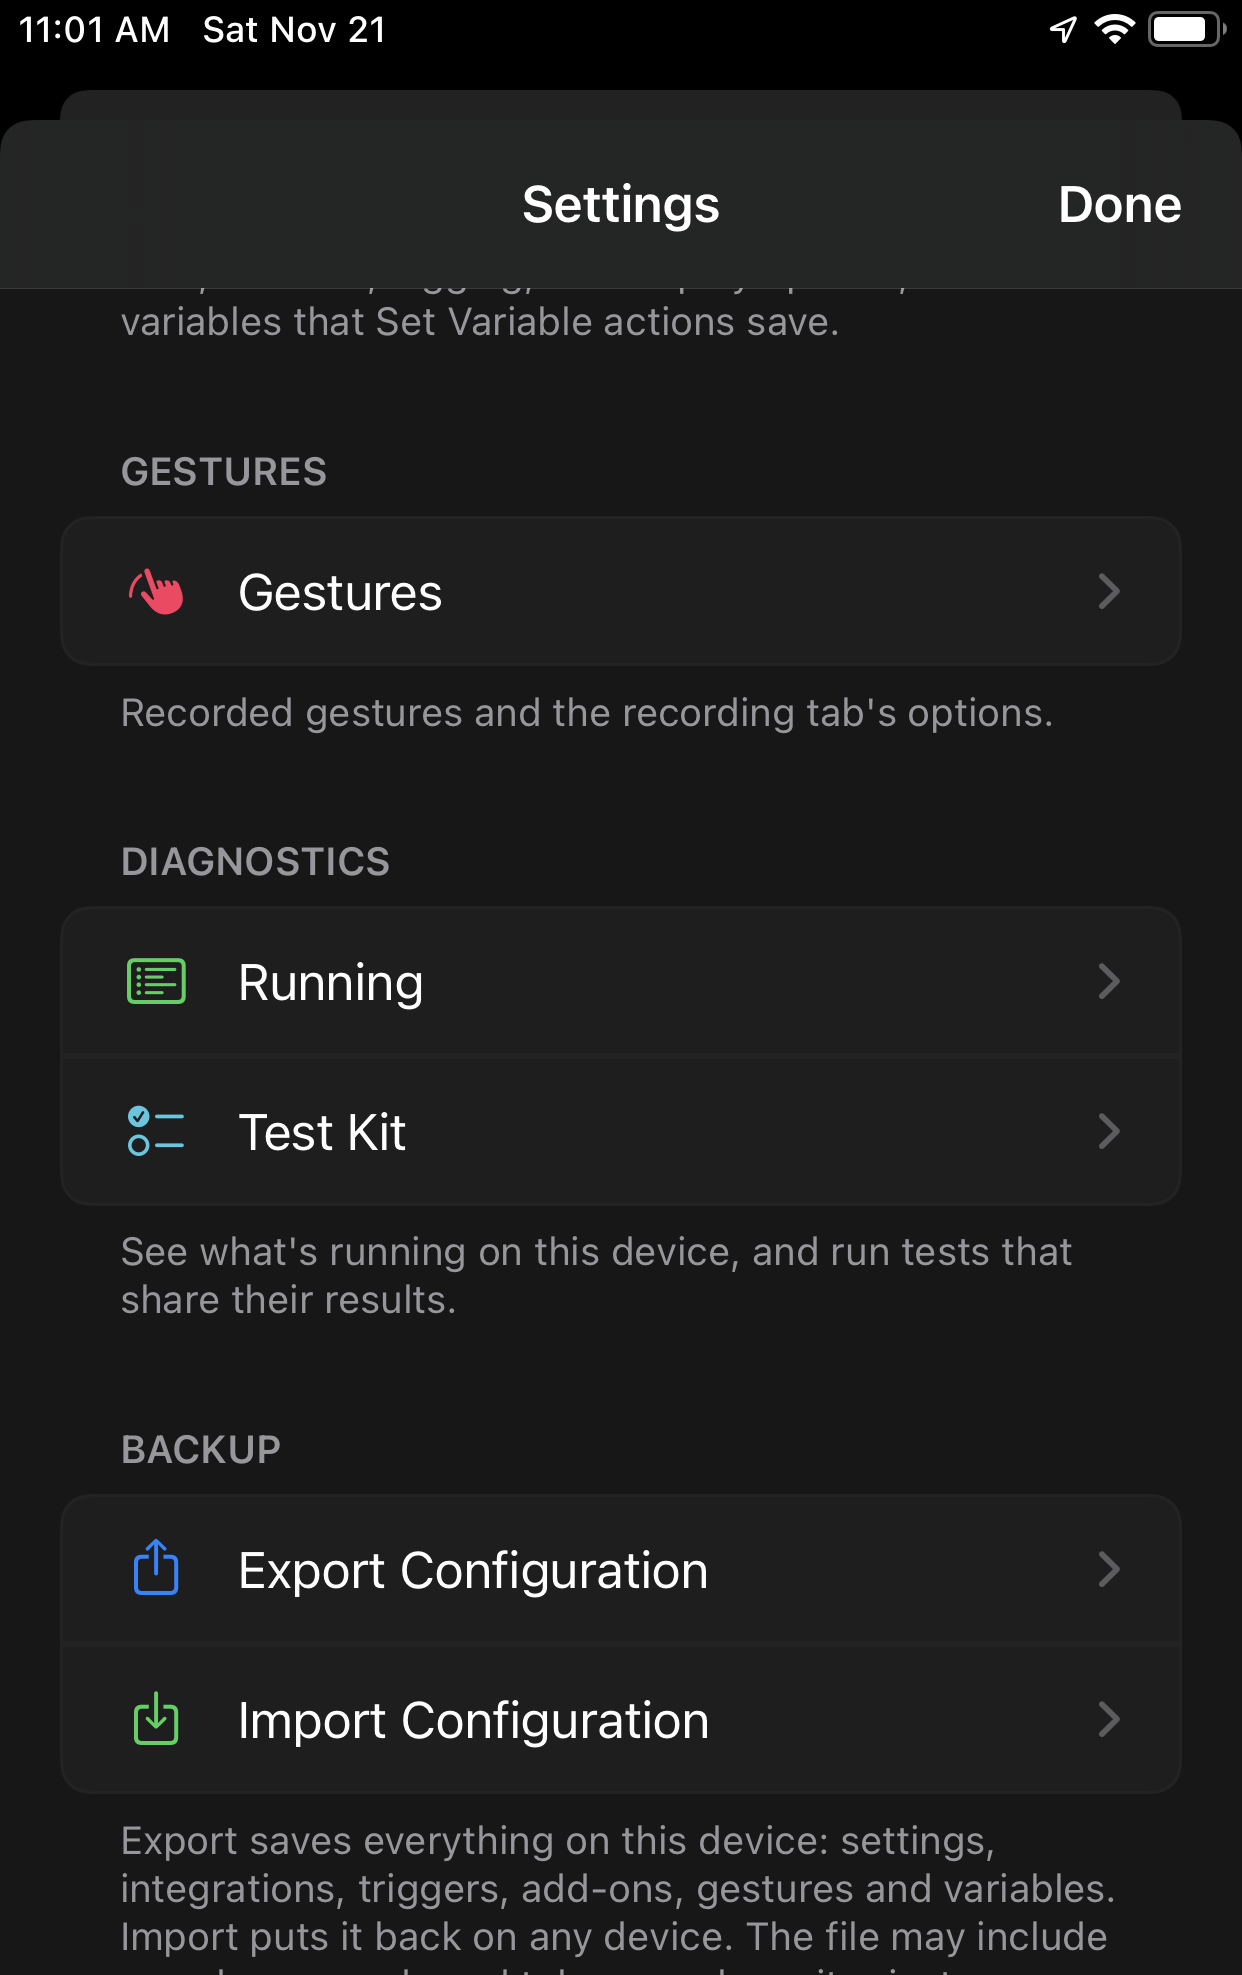 11:01 AM Sat Nov 21
Settings
Done
variables that Set Variable actions save.
GESTURES
Gestures
Recorded gestures and the recording tab's options.
DIAGNOSTICS
Running
Test Kit
See what's running on this device, and run tests that
share their results.
BACKUP
Export Configuration
Import Configuration
Export saves everything on this device: settings,
integrations, triggers, add-ons, gestures and variables.
Import puts it back on any device. The file may include